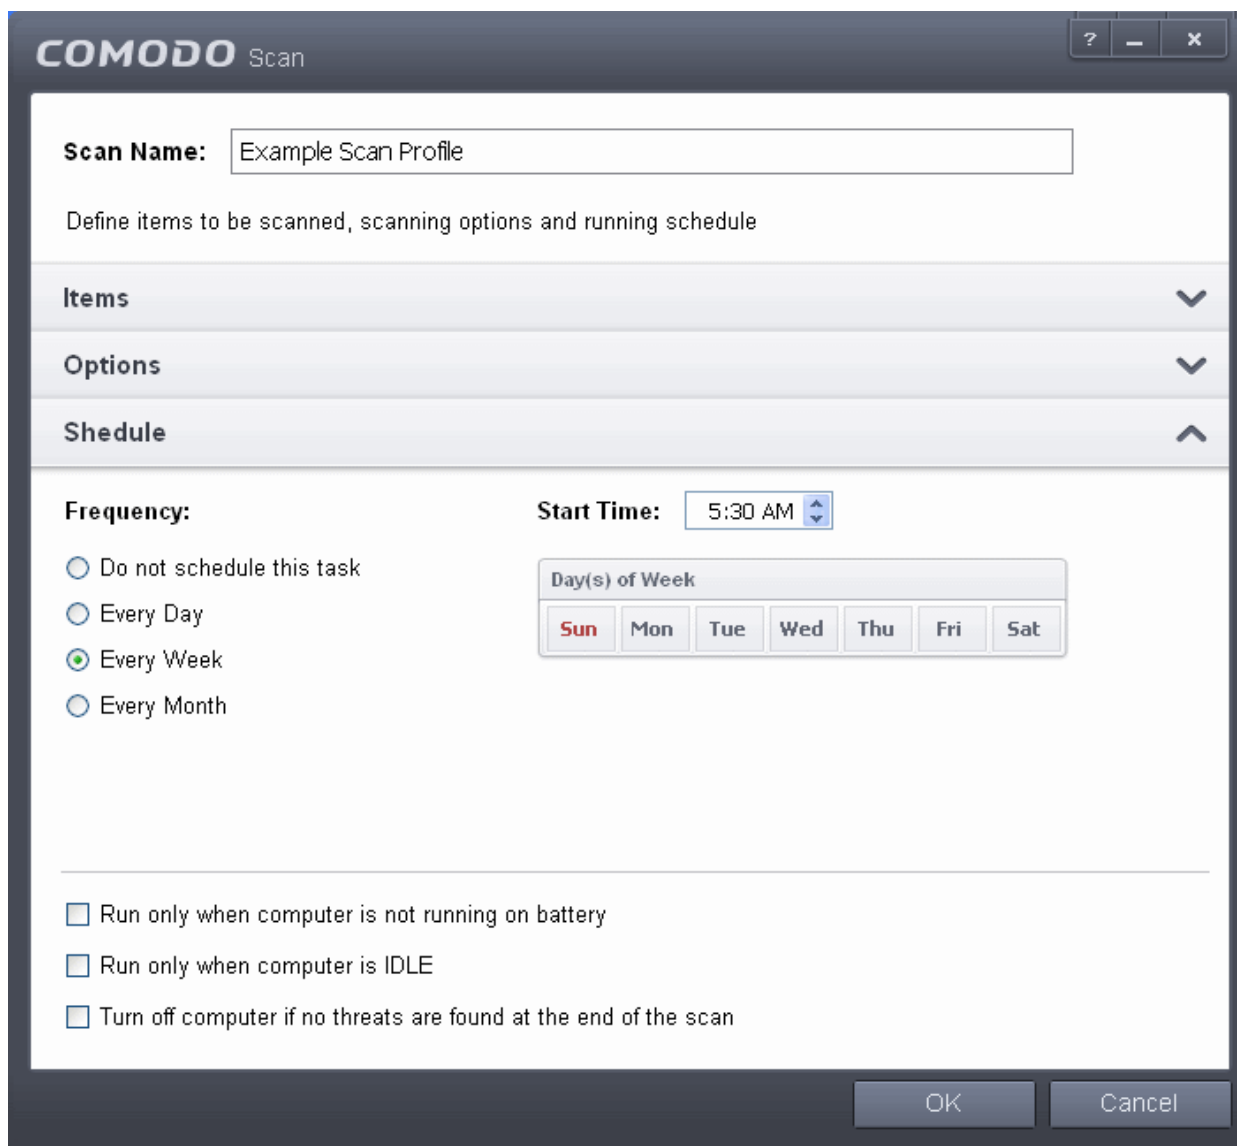 COMODO Scan
?
Scan Name: Example Scan Profile
Define items to be scanned, scanning options and running schedule
Items
Options
Shedule
Frequency: Start Time: 5:30 AM
Do not schedule this task
Every Day
Every Week
Every Month
Day(s) of Week
Sun Mon Tue Wed Thu Fri Sat
Run only when computer is not running on battery
Run only when computer is IDLE
Turn off computer if no threats are found at the end of the scan
OK Cancel